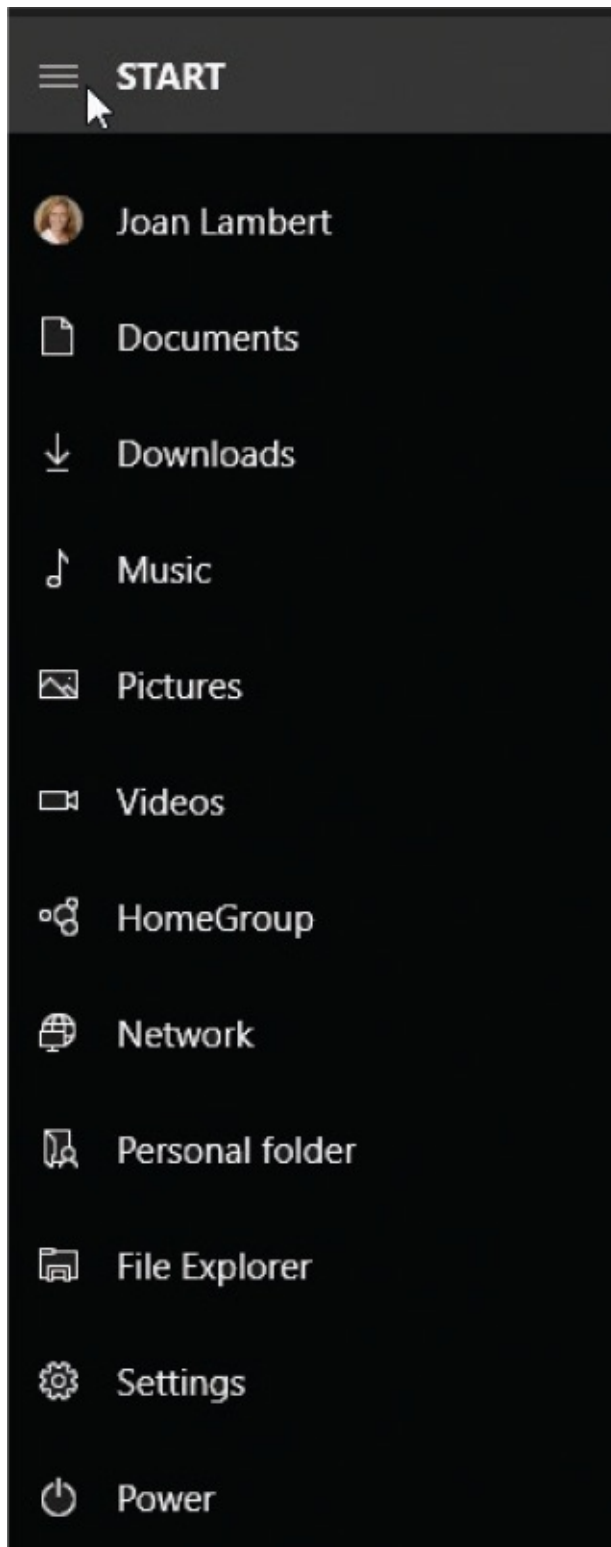 START
Joan Lambert
Documents
Downloads
Music
Pictures
Videos
HomeGroup
Network
Personal folder
File Explorer
Settings
Power